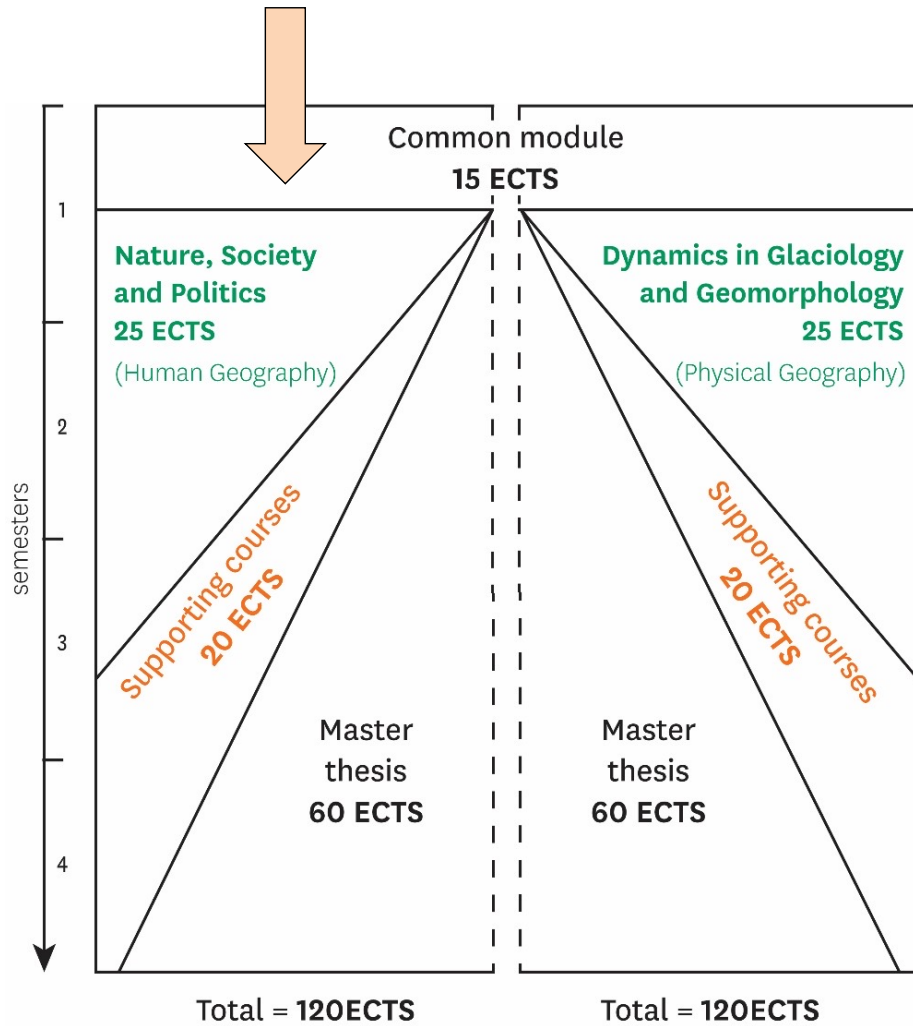 Common module
15 ECTS
semesters
1
2
3
4
Nature, Society
and Politics
25 ECTS
(Human Geography)
Supporting courses
20 ECTS
Master
thesis
60 ECTS
Total = 120ECTS
Dynamics in Glaciology
and Geomorphology
25 ECTS
(Physical Geography)
Supporting courses
20 ECTS
Master
thesis
60 ECTS
Total = 120ECTS